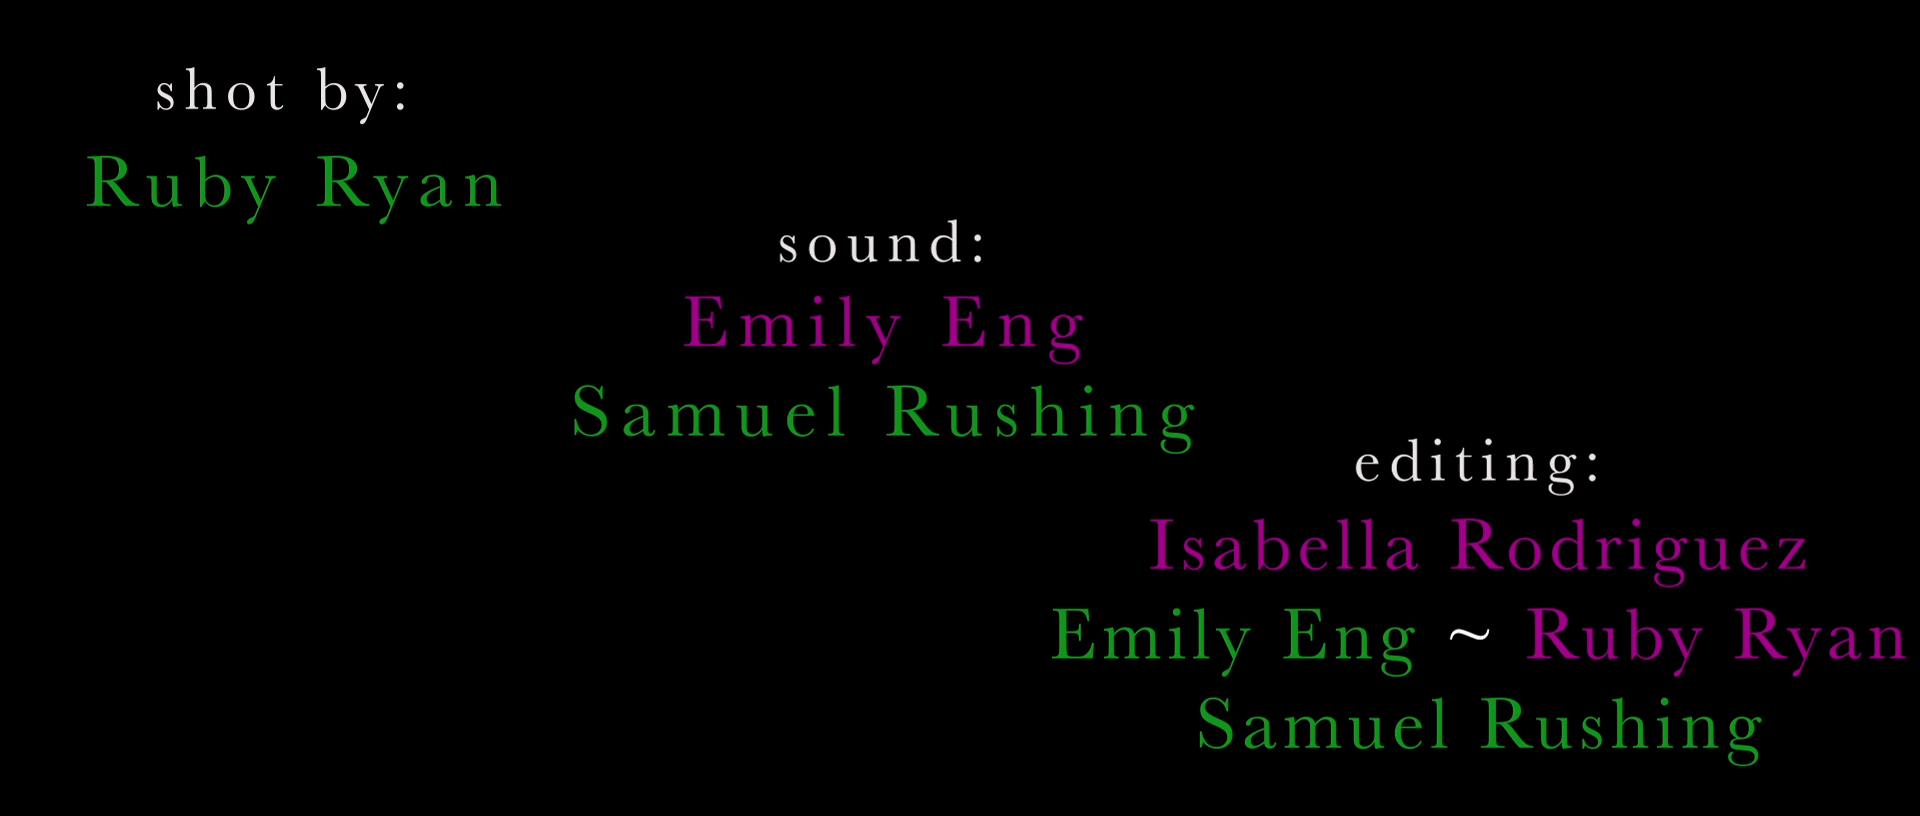 shot by:
Ruby Ryan
sound:
Emily Eng
Samuel Rushing
editing:
Isabella Rodriguez
Emily Eng ~ Ruby Ryan
Samuel Rushing